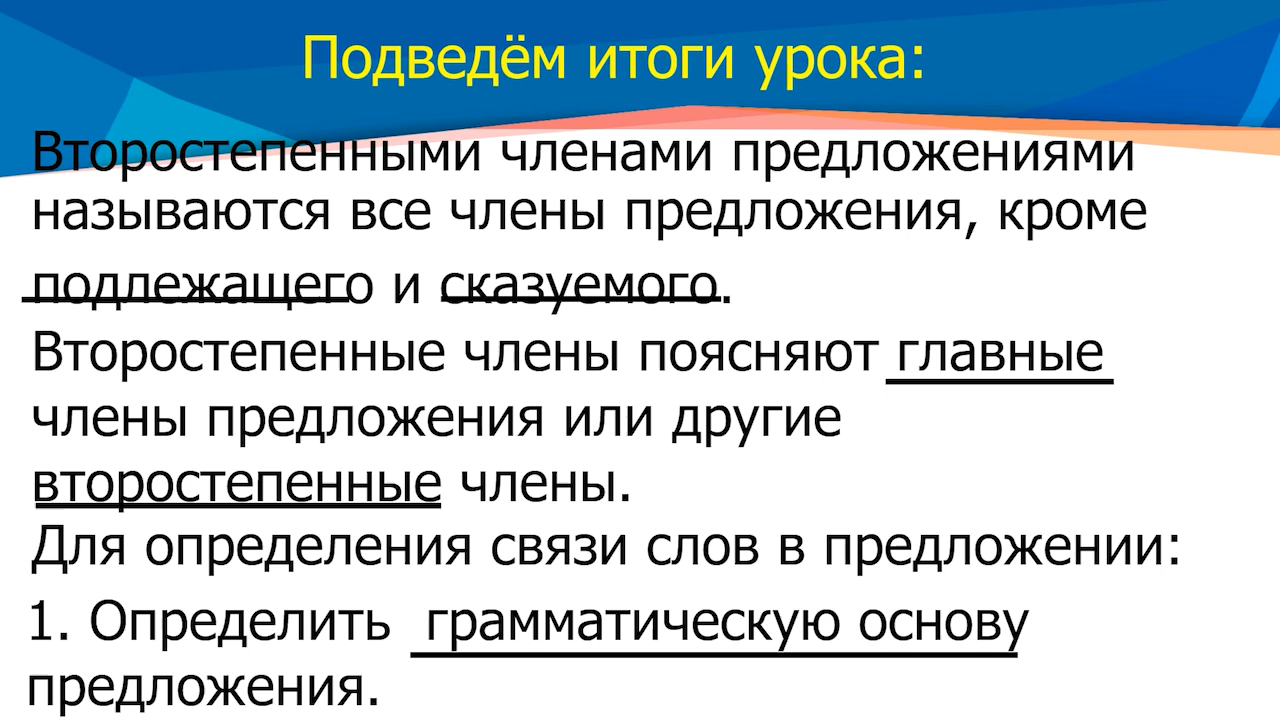 Подведём итоги урока:
Второстепенными членами предложениями
называются все члены предложения, кроме
подлежащего и сказуемого.
Второстепенные члены поясняют главные
члены предложения или другие
второстепенные члены.
Для определения связи слов в предложении:
1. Определить грамматическую основу
предложения.